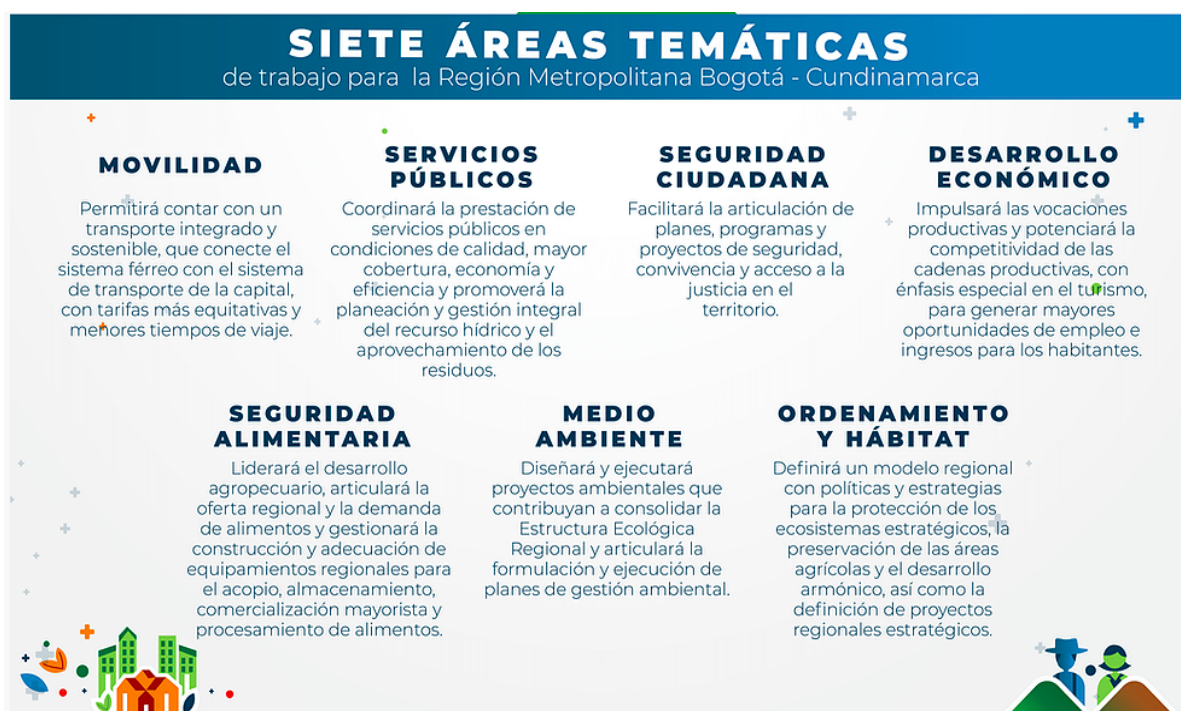 SIETE ÁREAS TEMÁTICAS
de trabajo para la Región Metropolitana Bogotá - Cundinamarca
MOVILIDAD
Permitirá contar con un
transporte integrado y
sostenible, que conecte el
sistema férreo con el sistema
de transporte de la capital,
con tarifas más equitativas y
menores tiempos de viaje.
SERVICIOS
PÚBLICOS
Coordinará la prestación de
servicios públicos en
condiciones de calidad, mayor
cobertura, economía y
eficiencia y promoverá la
planeación y gestión integral
del recurso hídrico y el
aprovechamiento de los
residuos.
SEGURIDAD
CIUDADANA
Facilitará la articulación de
planes, programas y
proyectos de seguridad,
convivencia y acceso a la
justicia en el
territorio.
DESARROLLO
ECONÓMICO
Impulsará las vocaciones
productivas y potenciará la
competitividad de las
cadenas productivas, con
énfasis especial en el turismo,
para generar mayores
oportunidades de empleo e
ingresos para los habitantes.
SEGURIDAD
ALIMENTARIA
Liderará el desarrollo
agropecuario, articulará la
oferta regional y la demanda
de alimentos y gestionará la
construcción y adecuación de
equipamientos regionales para
el acopio, almacenamiento,
comercialización mayorista y
procesamiento de alimentos.
MEDIO
AMBIENTE
Diseñará y ejecutará
proyectos ambientales que
contribuyan a consolidar la
Estructura Ecológica
Regional y articulará la
formulación y ejecución de
planes de gestión ambiental.
ORDENAMIENTO
Y HÁBITAT
Definirá un modelo regional
con políticas y estrategias
para la protección de los
ecosistemas estratégicos, la
preservación de las áreas
agrícolas y el desarrollo
armónico, así como la
definición de proyectos
regionales estratégicos.